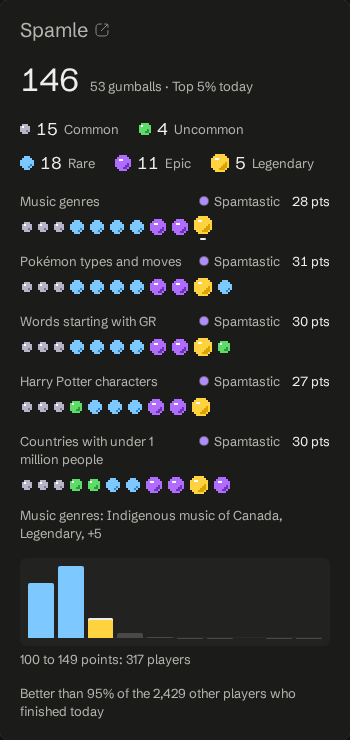 Spamle
146 53 gumballs · Top 5% today
15 Common 4 Uncommon
18 Rare 11 Epic 5 Legendary
Music genres Spamtastic 28 pts
Pokémon types and moves Spamtastic 31 pts
Words starting with GR Spamtastic 30 pts
Harry Potter characters Spamtastic 27 pts
Countries with under 1 Spamtastic 30 pts
million people
Music genres: Indigenous music of Canada,
Legendary, +5
100 to 149 points: 317 players
Better than 95% of the 2,429 other players who
finished today